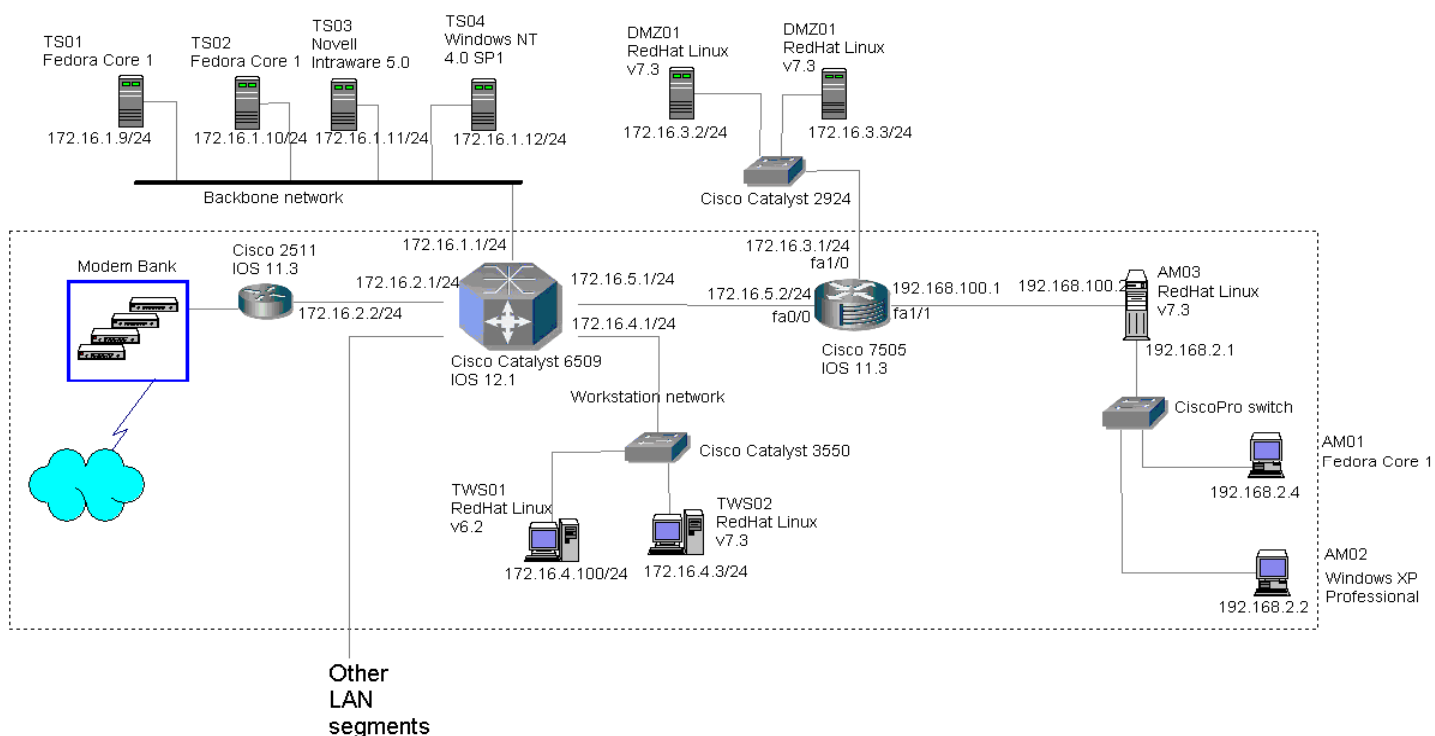 TS01
Fedora Core 1
172.16.1.9/24
TS02
Fedora Core 1
172.16.1.10/24
TS03
Novell
Intraware 5.0
172.16.1.11/24
TS04
Windows NT
4.0 SP1
172.16.1.12/24
DMZ01
RedHat Linux
v7.3
172.16.3.2/24
DMZ01
RedHat Linux
v7.3
172.16.3.3/24
Backbone network
Cisco Catalyst 2924
Modem Bank
Cisco 2511
IOS 11.3
172.16.2.2/24
172.16.1.1/24
172.16.2.1/24
172.16.5.1/24
172.16.4.1/24
Cisco Catalyst 6509
IOS 12.1
172.16.3.1/24
fa1/0
172.16.5.2/24
fa0/0
192.168.100.1
fa1/1
Cisco 7505
IOS 11.3
192.168.100.2
AM03
RedHat Linux
v7.3
192.168.2.1
Workstation network
Cisco Catalyst 3550
TWS01
RedHat Linux
v6.2
172.16.4.100/24
TWS02
RedHat Linux
v7.3
172.16.4.3/24
CiscoPro switch
AM01
Fedora Core 1
192.168.2.4
AM02
Windows XP
Professional
192.168.2.2
Other
LAN
segments